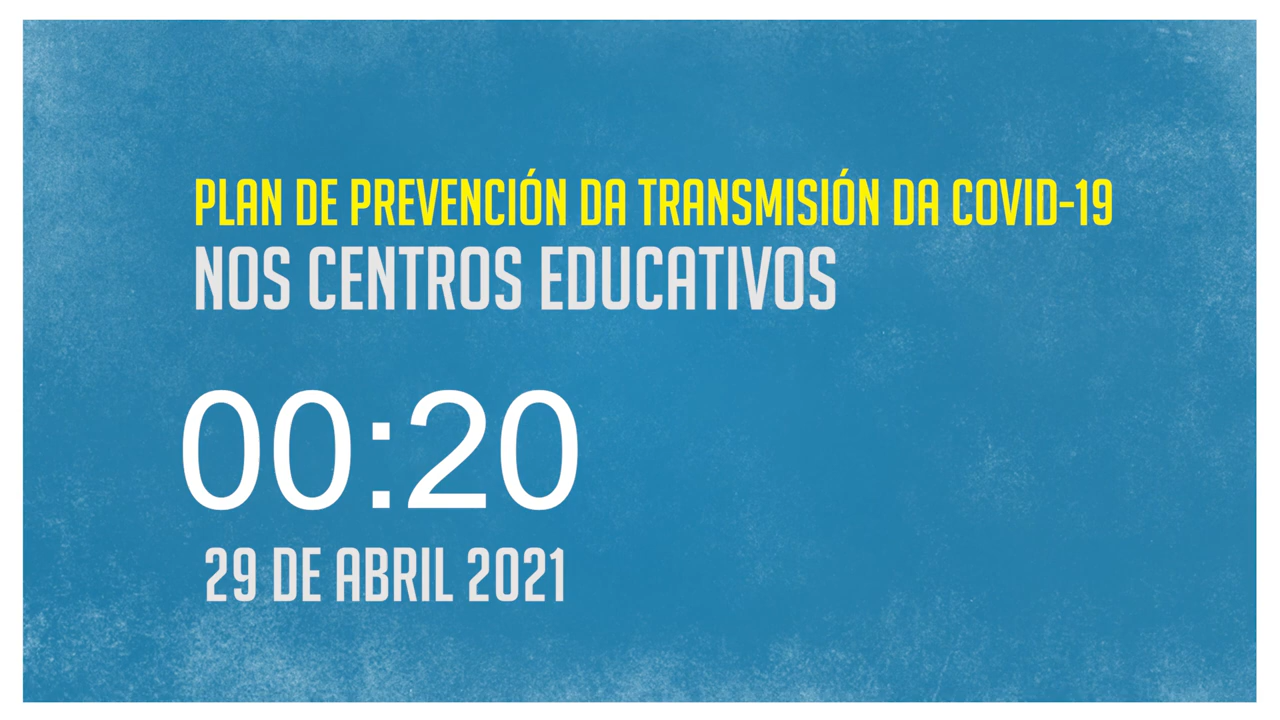 PLAN DE PREVENCIÓN DA TRANSMISIÓN DA COVID-19
NOS CENTROS EDUCATIVOS
00:20
29 DE ABRIL 2021